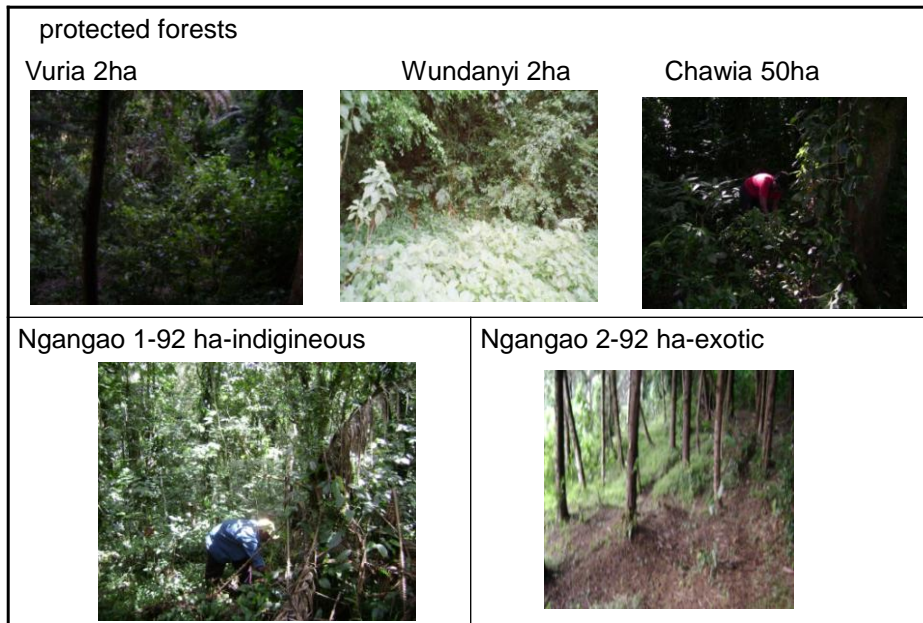 protected forests
Vuria 2ha
Wundanyi 2ha
Chawia 50ha
Ngangao 1-92 ha-indigineous
Ngangao 2-92 ha-exotic